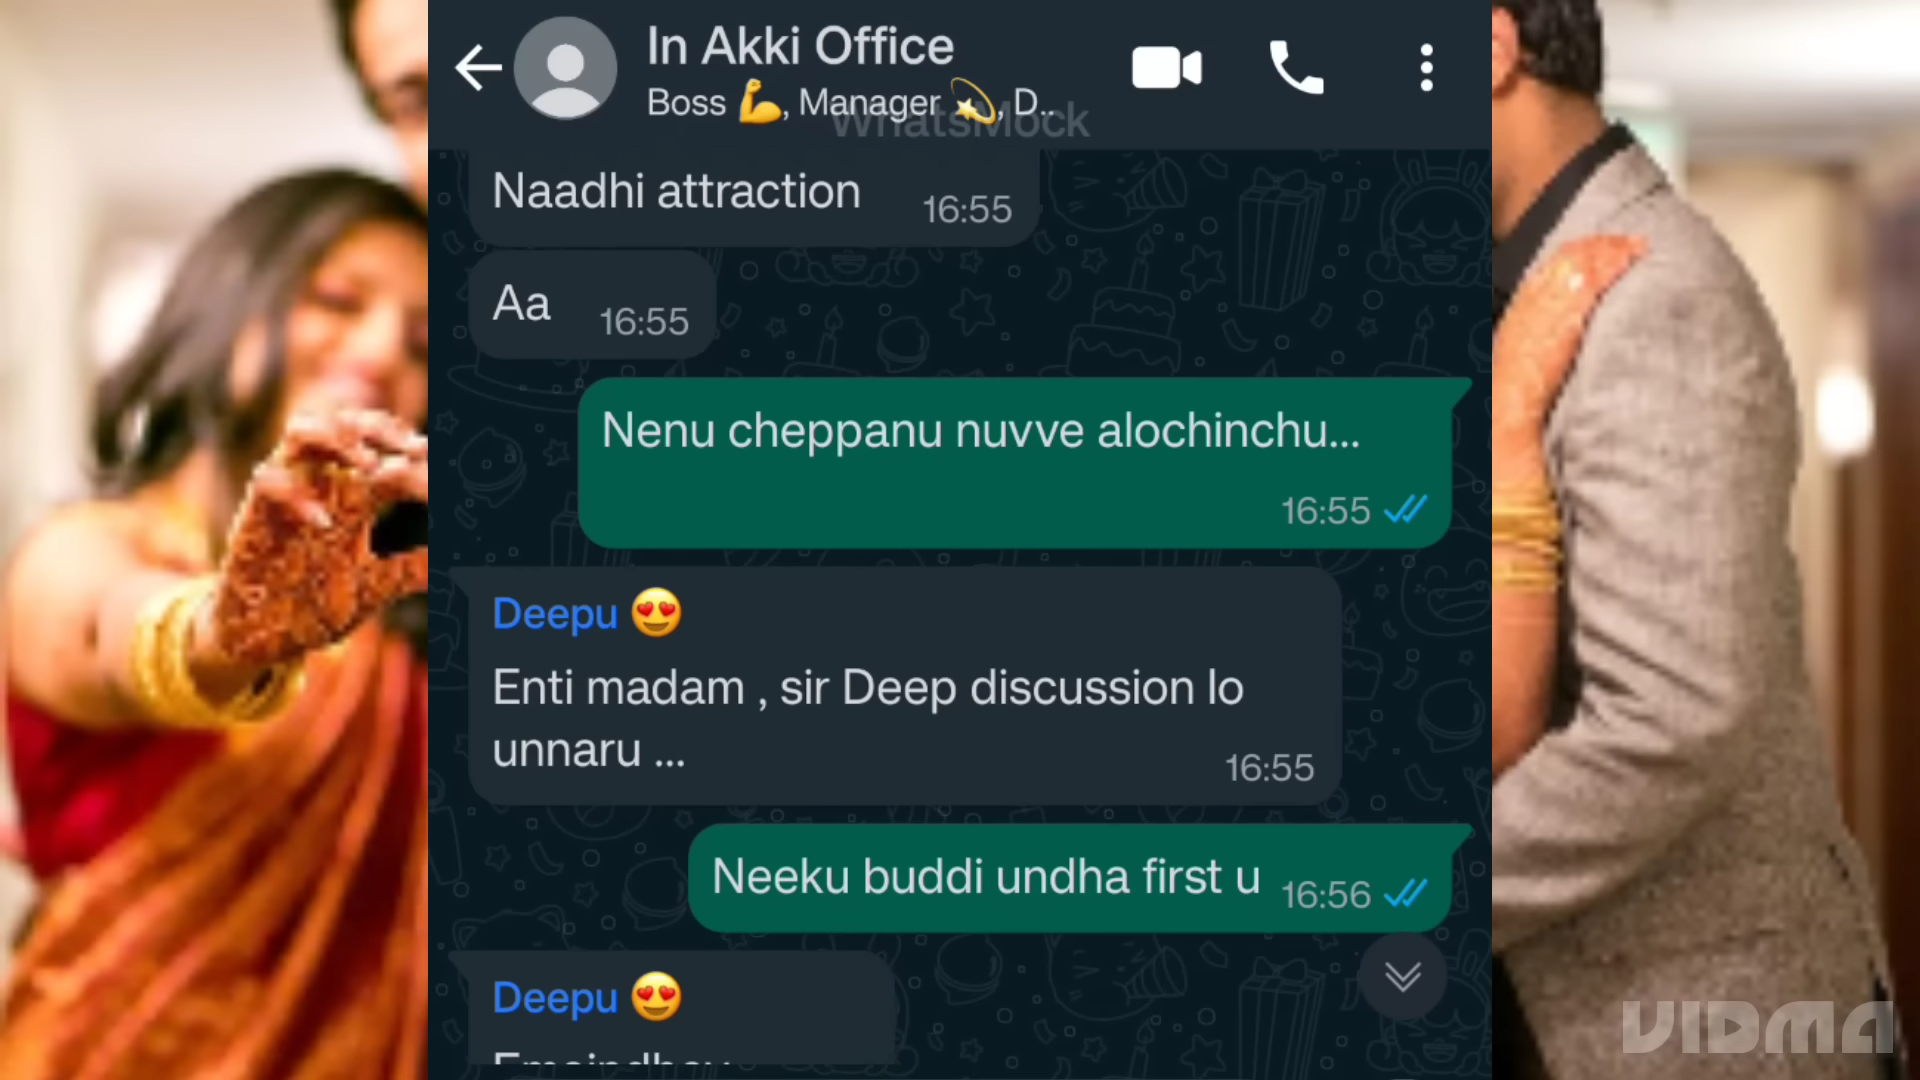 In Akki Office
Boss 💪, Manager 💫, D..
WhatsMock
Naadhi attraction 16:55
Aa 16:55
Nenu cheppanu nuvve alochinchu...
16:55
Deepu 😍
Enti madam , sir Deep discussion lo
unnaru ...
16:55
Neeku buddi undha first u 16:56
Deepu 😍
VIDMA